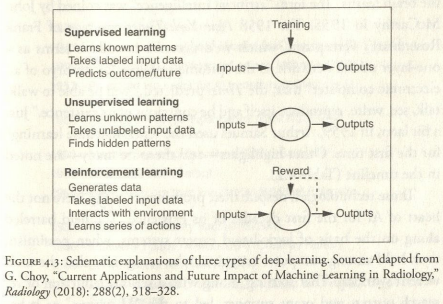 Supervised learning
Learns known patterns
Takes labeled input data
Predicts outcome/future
Training
Inputs
Outputs
Unsupervised learning
Learns unknown patterns
Takes unlabeled input data
Finds hidden patterns
Inputs
Outputs
Reinforcement learning
Generates data
Takes labeled input data
Interacts with environment
Learns series of actions
Reward
Inputs
Outputs
FIGURE 4.3: Schematic explanations of three types of deep learning. Source: Adapted from
G. Choy, “Current Applications and Future Impact of Machine Learning in Radiology,”
Radiology (2018): 288(2), 318–328.